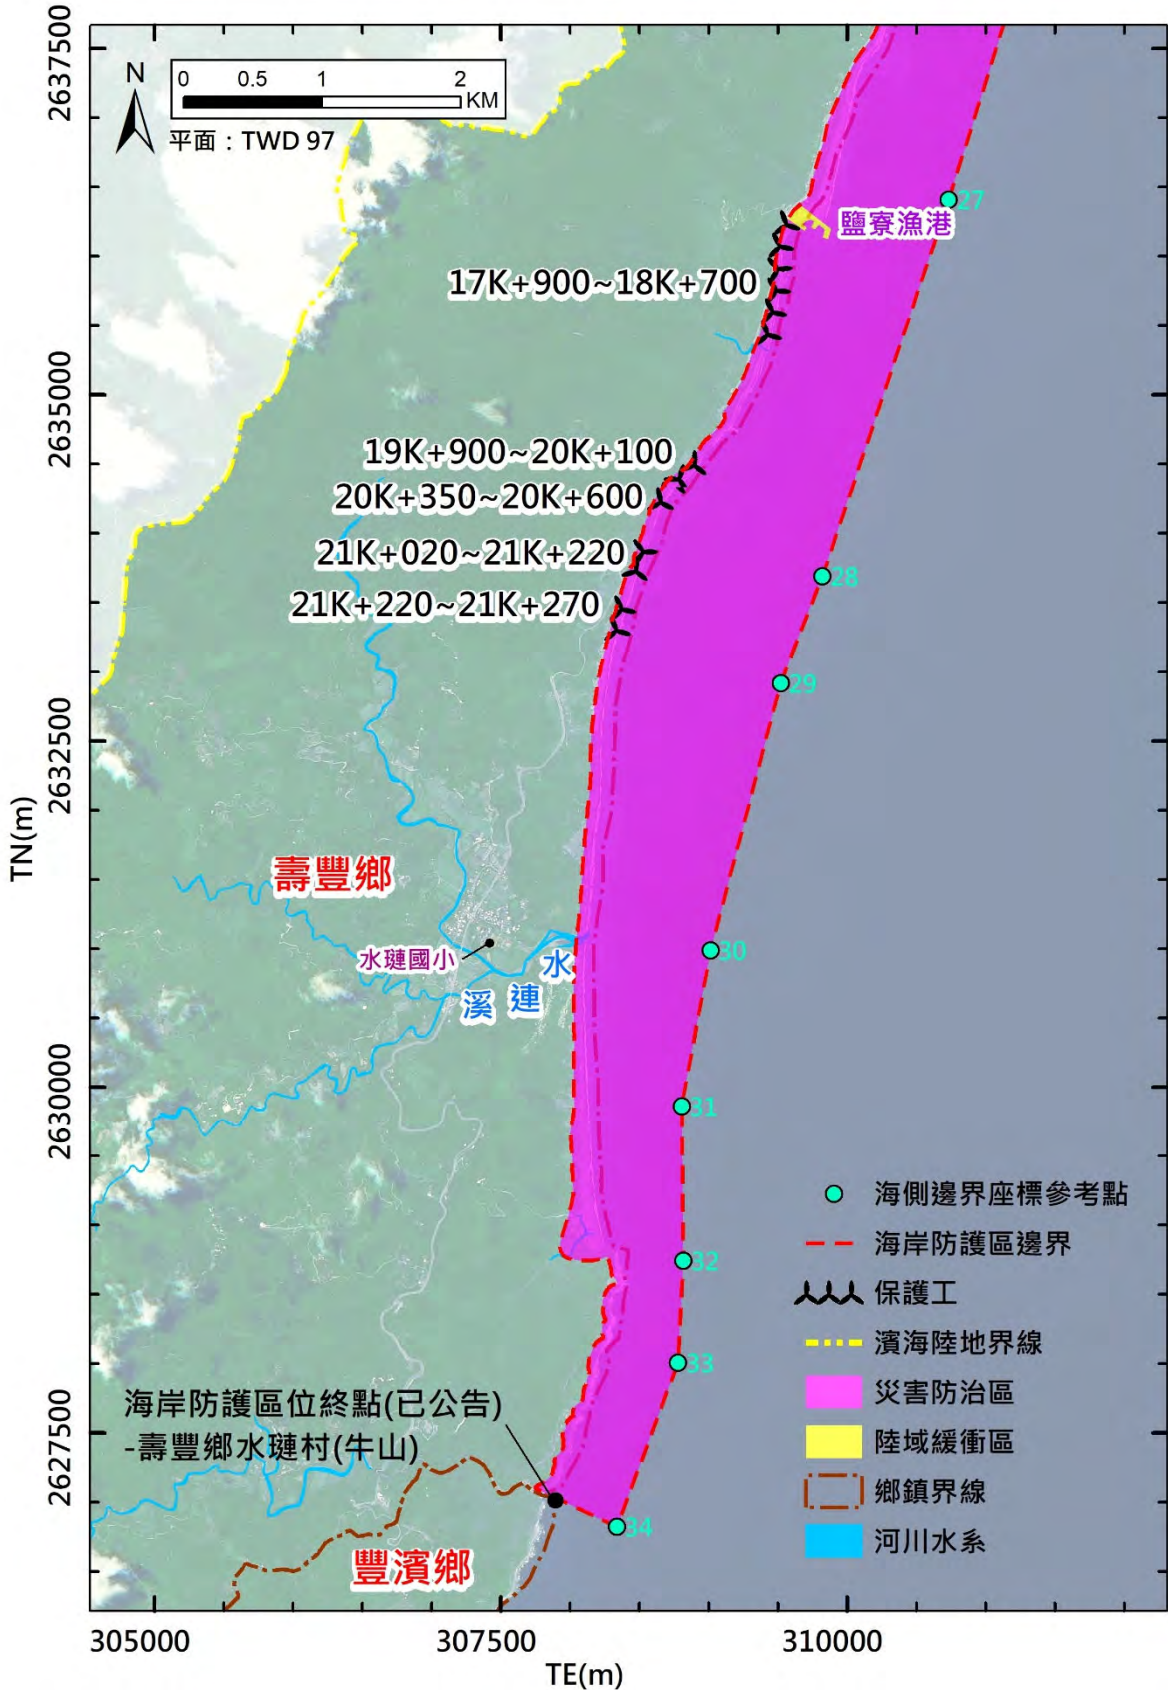 2637500
2635000
2632500
2630000
2627500
TN(m)
N
0 0.5 1 2
KM
平面：TWD 97
27
鹽寮漁港
17K+900~18K+700
19K+900~20K+100
20K+350~20K+600
21K+020~21K+220
21K+220~21K+270
28
29
壽豐鄉
水璉國小
水
連
溪
30
31
32
33
34
海岸防護區位終點(已公告)
-壽豐鄉水璉村(牛山)
豐濱鄉
海側邊界座標參考點
海岸防護區邊界
保護工
濱海陸地界線
災害防治區
陸域緩衝區
鄉鎮界線
河川水系
305000 307500 310000
TE(m)